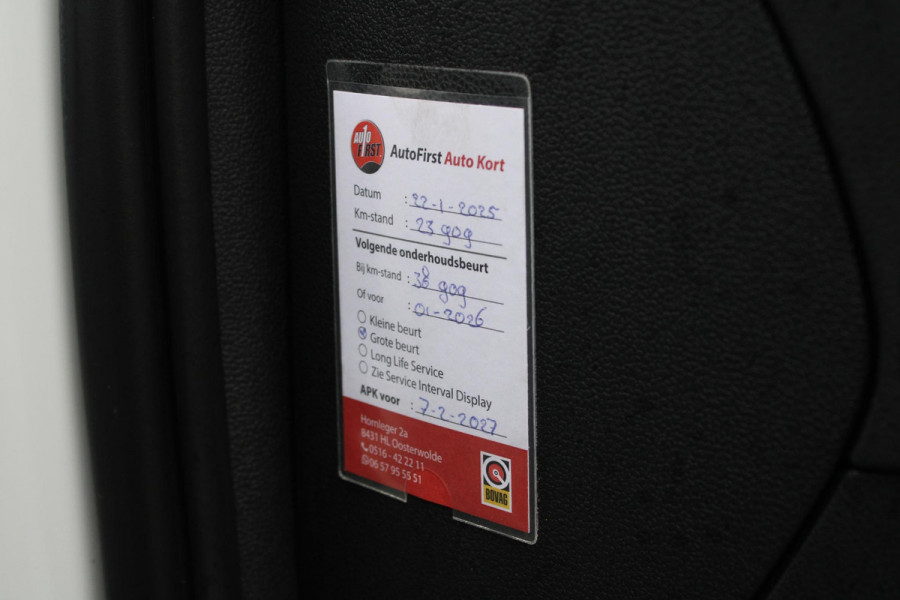 AUTO 1 FIRST
AutoFirst Auto Kort
Datum : 22-1-2025
Km-stand : 23 909
Volgende onderhoudsbeurt
Bij km-stand : 38 909
Of voor : 01-2026
Kleine beurt
Grote beurt
Long Life Service
Zie Service Interval Display
APK voor : 7-2-2027
Hornleger 2a
8431 HL Oosterwolde
0516 - 42 22 11
06 57 95 55 51
BOVAG